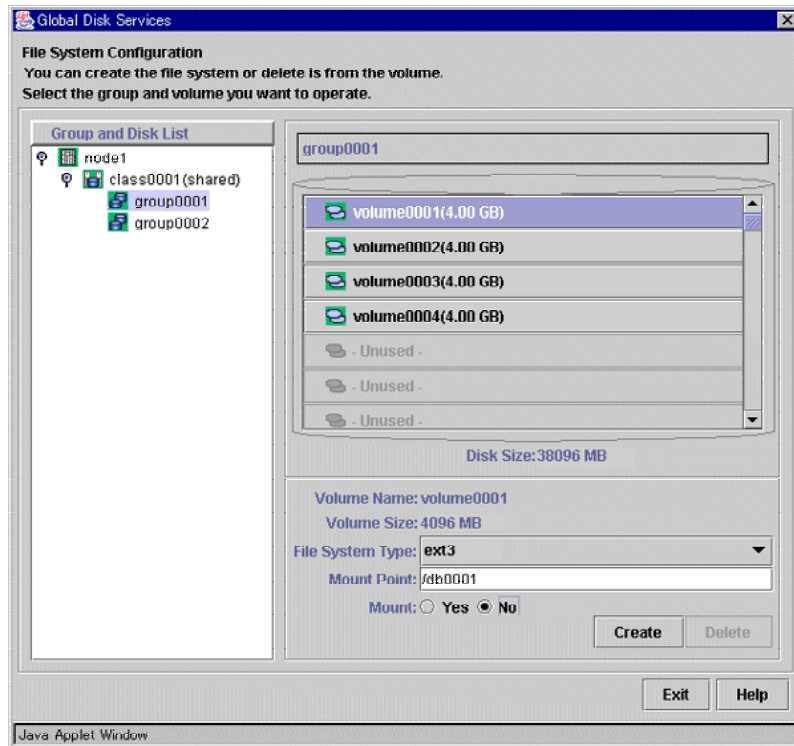 Global Disk Services
File System Configuration
You can create the file system or delete is from the volume.
Select the group and volume you want to operate.
Group and Disk List
node1
class0001(shared)
group0001
group0002
group0001
volume0001(4.00 GB)
volume0002(4.00 GB)
volume0003(4.00 GB)
volume0004(4.00 GB)
- Unused -
- Unused -
- Unused -
Disk Size:38096 MB
Volume Name: volume0001
Volume Size: 4096 MB
File System Type: ext3
Mount Point: /db0001
Mount: Yes No
Create Delete
Exit Help
Java Applet Window